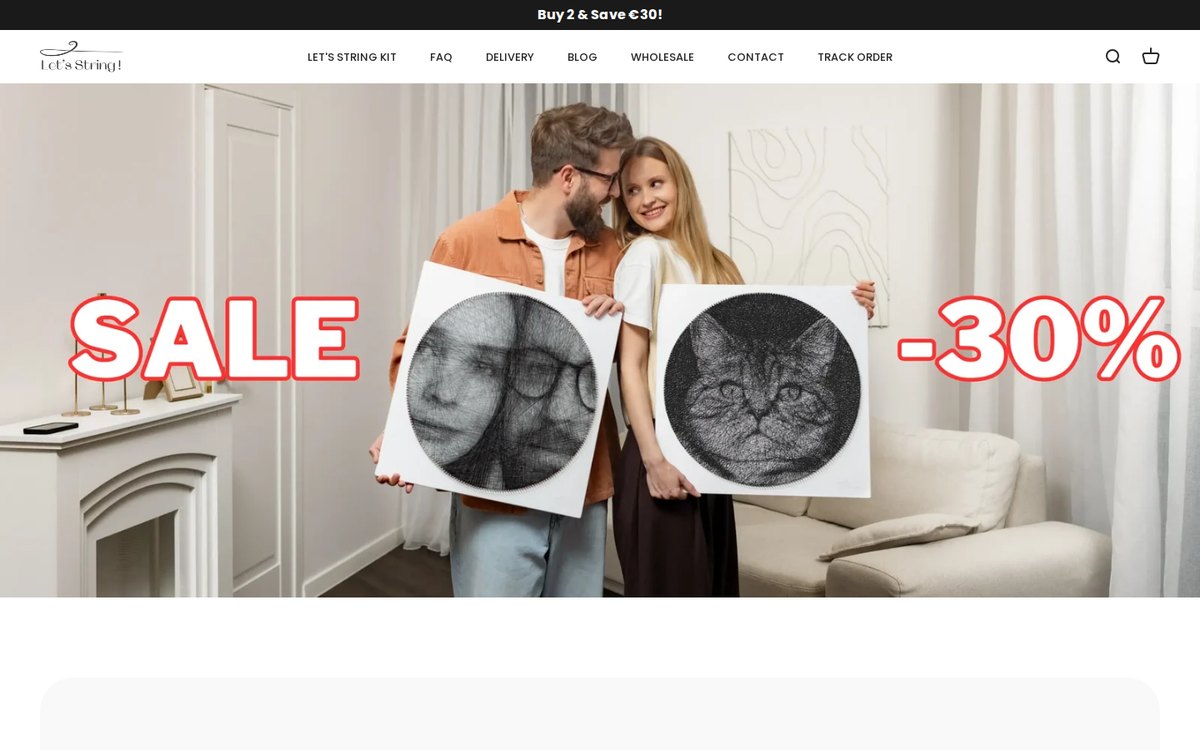 Buy 2 & Save €30!
Let's String!
LET'S STRING KIT
FAQ
DELIVERY
BLOG
WHOLESALE
CONTACT
TRACK ORDER
SALE
-30%